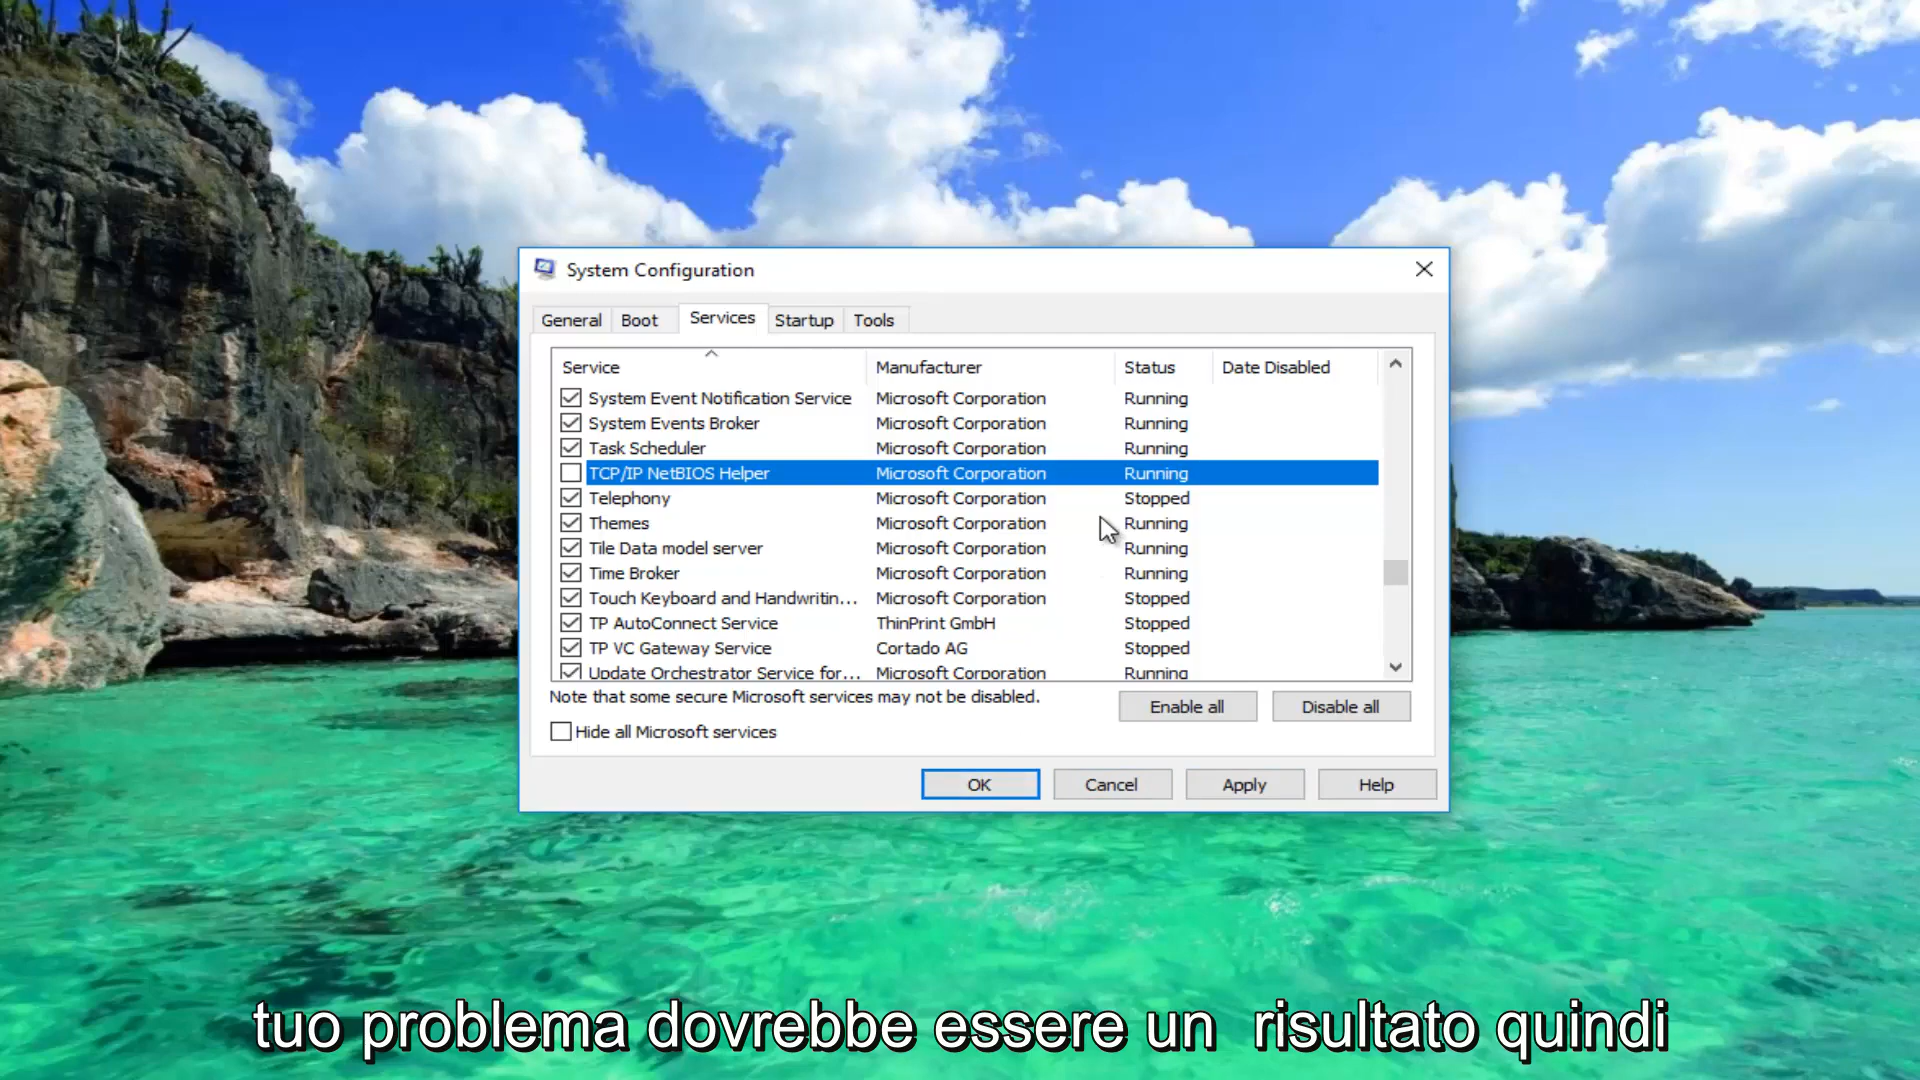 System Configuration
General Boot Services Startup Tools
Service Manufacturer Status Date Disabled
System Event Notification Service Microsoft Corporation Running
System Events Broker Microsoft Corporation Running
Task Scheduler Microsoft Corporation Running
TCP/IP NetBIOS Helper Microsoft Corporation Running
Telephony Microsoft Corporation Stopped
Themes Microsoft Corporation Running
Tile Data model server Microsoft Corporation Running
Time Broker Microsoft Corporation Running
Touch Keyboard and Handwritin... Microsoft Corporation Stopped
TP AutoConnect Service ThinPrint GmbH Stopped
TP VC Gateway Service Cortado AG Stopped
Update Orchestrator Service for... Microsoft Corporation Running
Note that some secure Microsoft services may not be disabled.
Enable all Disable all
Hide all Microsoft services
OK Cancel Apply Help
tuo problema dovrebbe essere un risultato quindi